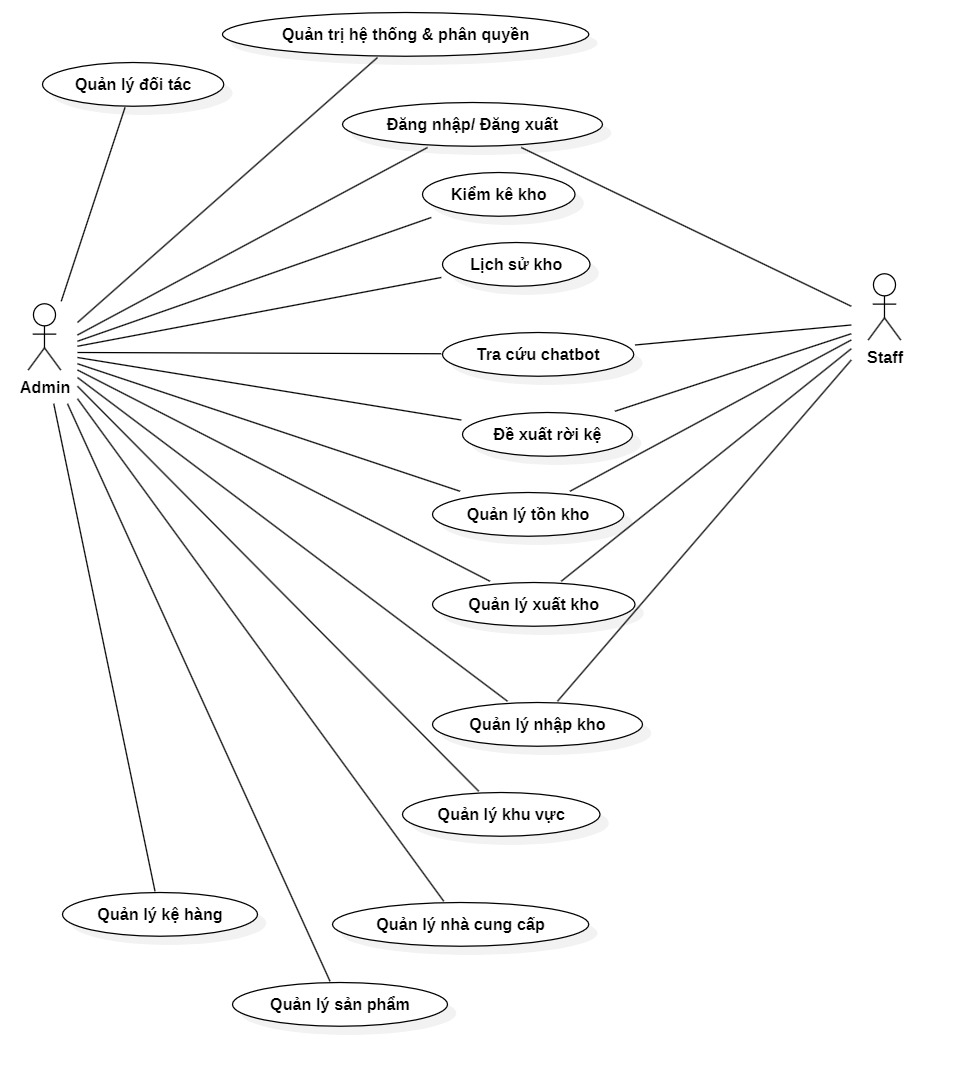 Quản trị hệ thống & phân quyền
Quản lý đối tác
Đăng nhập/ Đăng xuất
Kiểm kê kho
Lịch sử kho
Tra cứu chatbot
Staff
Admin
Đề xuất rời kệ
Quản lý tồn kho
Quản lý xuất kho
Quản lý nhập kho
Quản lý khu vực
Quản lý kệ hàng
Quản lý nhà cung cấp
Quản lý sản phẩm